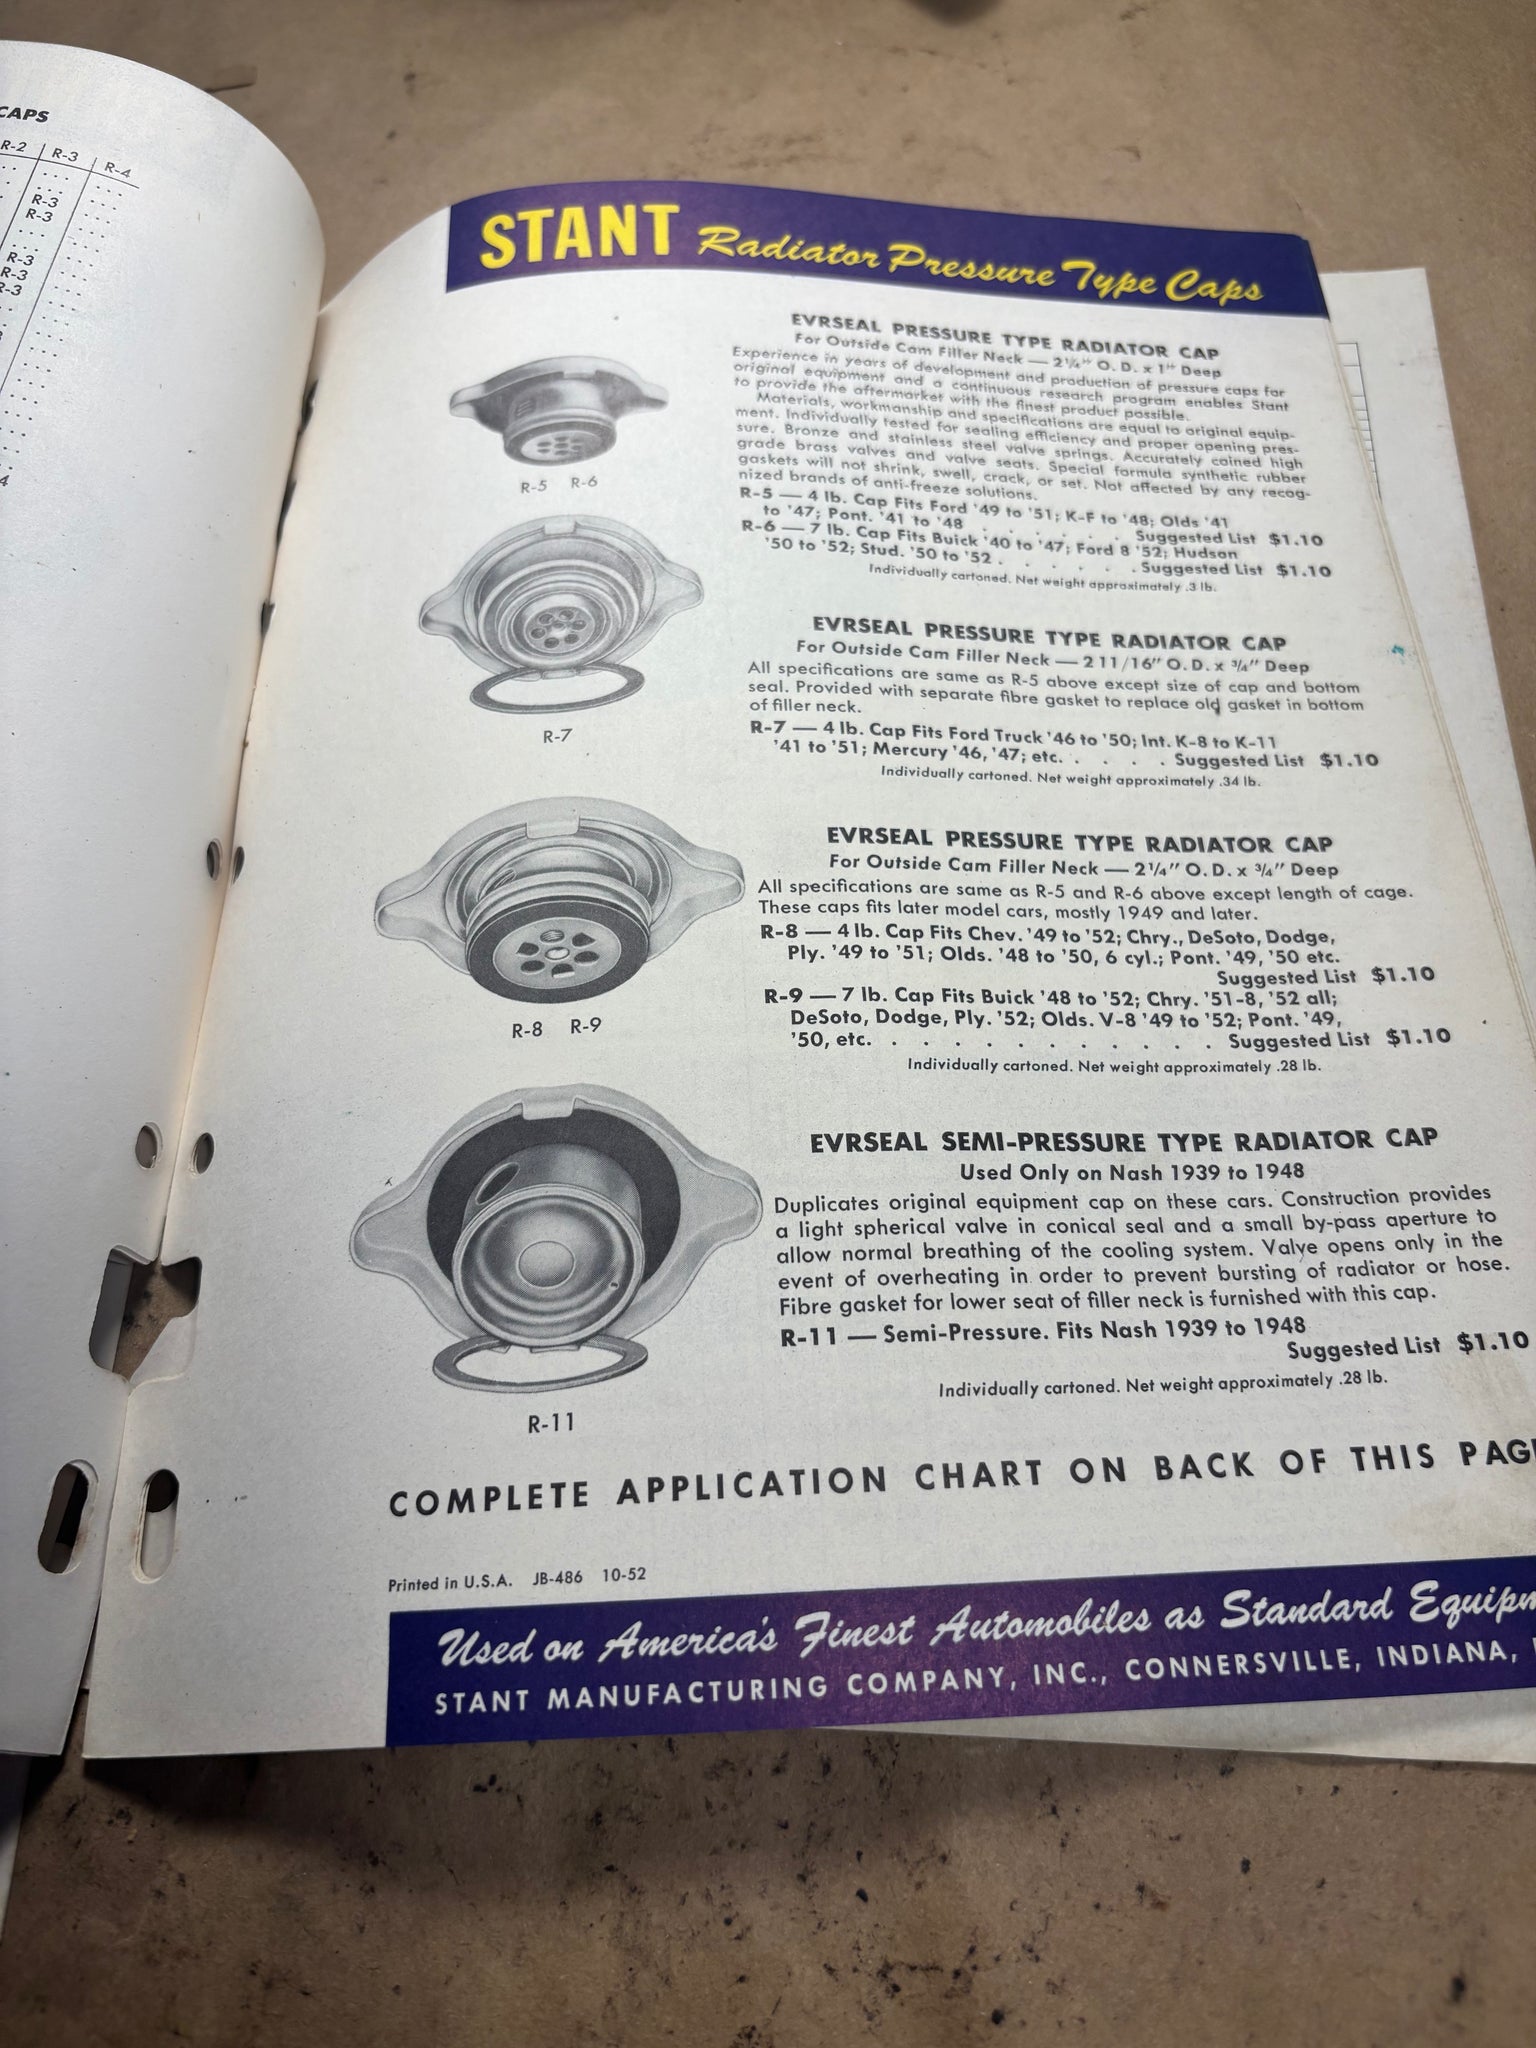 CAPS
R-2 R-3 R-4
R-3
R-3
R-3
R-3
R-3
STANT Radiator Pressure Type Caps
EVRSEAL PRESSURE TYPE RADIATOR CAP
For Outside Cam Filler Neck — 2¼" O. D. x 1" Deep
Experience in years of development and production of pressure caps for
original equipment and a continuous research program enables Stant
to provide the aftermarket with the finest product possible.
Materials, workmanship and specifications are equal to original equip-
ment. Individually tested for sealing efficiency and proper opening pres-
sure. Bronze and stainless steel valve springs. Accurately coined high
grade brass valves and valve seats. Special formula synthetic rubber
gaskets will not shrink, swell, crack, or set. Not affected by any recog-
nized brands of anti-freeze solutions.
R-5 — 4 lb. Cap Fits Ford '49 to '51; K-F to '48; Olds '41
to '47; Pont. '41 to '48 . . . . . . Suggested List $1.10
R-6 — 7 lb. Cap Fits Buick '40 to '47; Ford 8 '52; Hudson
'50 to '52; Stud. '50 to '52 . . . . . . Suggested List $1.10
Individually cartoned. Net weight approximately .3 lb.
R-5 R-6
EVRSEAL PRESSURE TYPE RADIATOR CAP
For Outside Cam Filler Neck — 2 11/16" O. D. x ¾" Deep
All specifications are same as R-5 above except size of cap and bottom
seal. Provided with separate fibre gasket to replace old gasket in bottom
of filler neck.
R-7 — 4 lb. Cap Fits Ford Truck '46 to '50; Int. K-8 to K-11
'41 to '51; Mercury '46, '47; etc. . . . . Suggested List $1.10
Individually cartoned. Net weight approximately .34 lb.
R-7
EVRSEAL PRESSURE TYPE RADIATOR CAP
For Outside Cam Filler Neck — 2¼" O. D. x ¾" Deep
All specifications are same as R-5 and R-6 above except length of cage.
These caps fits later model cars, mostly 1949 and later.
R-8 — 4 lb. Cap Fits Chev. '49 to '52; Chry., DeSoto, Dodge,
Ply. '49 to '51; Olds. '48 to '50, 6 cyl.; Pont. '49, '50 etc.
Suggested List $1.10
R-9 — 7 lb. Cap Fits Buick '48 to '52; Chry. '51-8, '52 all;
DeSoto, Dodge, Ply. '52; Olds. V-8 '49 to '52; Pont. '49,
'50, etc. . . . . . . . . . . . Suggested List $1.10
Individually cartoned. Net weight approximately .28 lb.
R-8 R-9
EVRSEAL SEMI-PRESSURE TYPE RADIATOR CAP
Used Only on Nash 1939 to 1948
Duplicates original equipment cap on these cars. Construction provides
a light spherical valve in conical seal and a small by-pass aperture to
allow normal breathing of the cooling system. Valve opens only in the
event of overheating in order to prevent bursting of radiator or hose.
Fibre gasket for lower seat of filler neck is furnished with this cap.
R-11 — Semi-Pressure. Fits Nash 1939 to 1948
Suggested List $1.10
Individually cartoned. Net weight approximately .28 lb.
R-11
COMPLETE APPLICATION CHART ON BACK OF THIS PAG
Printed in U.S.A. JB-486 10-52
Used on America's Finest Automobiles as Standard Equipm
STANT MANUFACTURING COMPANY, INC., CONNERSVILLE, INDIANA,